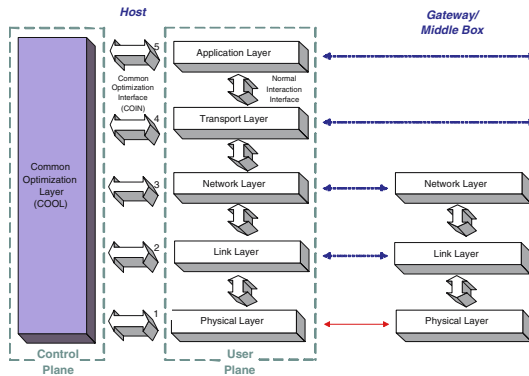 Host
Gateway/
Middle Box
5
Application Layer
Common
Optimization
Interface
(COIN)
Normal
Interaction
Interface
4
Transport Layer
Common
Optimization
Layer
(COOL)
3
Network Layer
Network Layer
2
Link Layer
Link Layer
1
Physical Layer
Physical Layer
Control
Plane
User
Plane